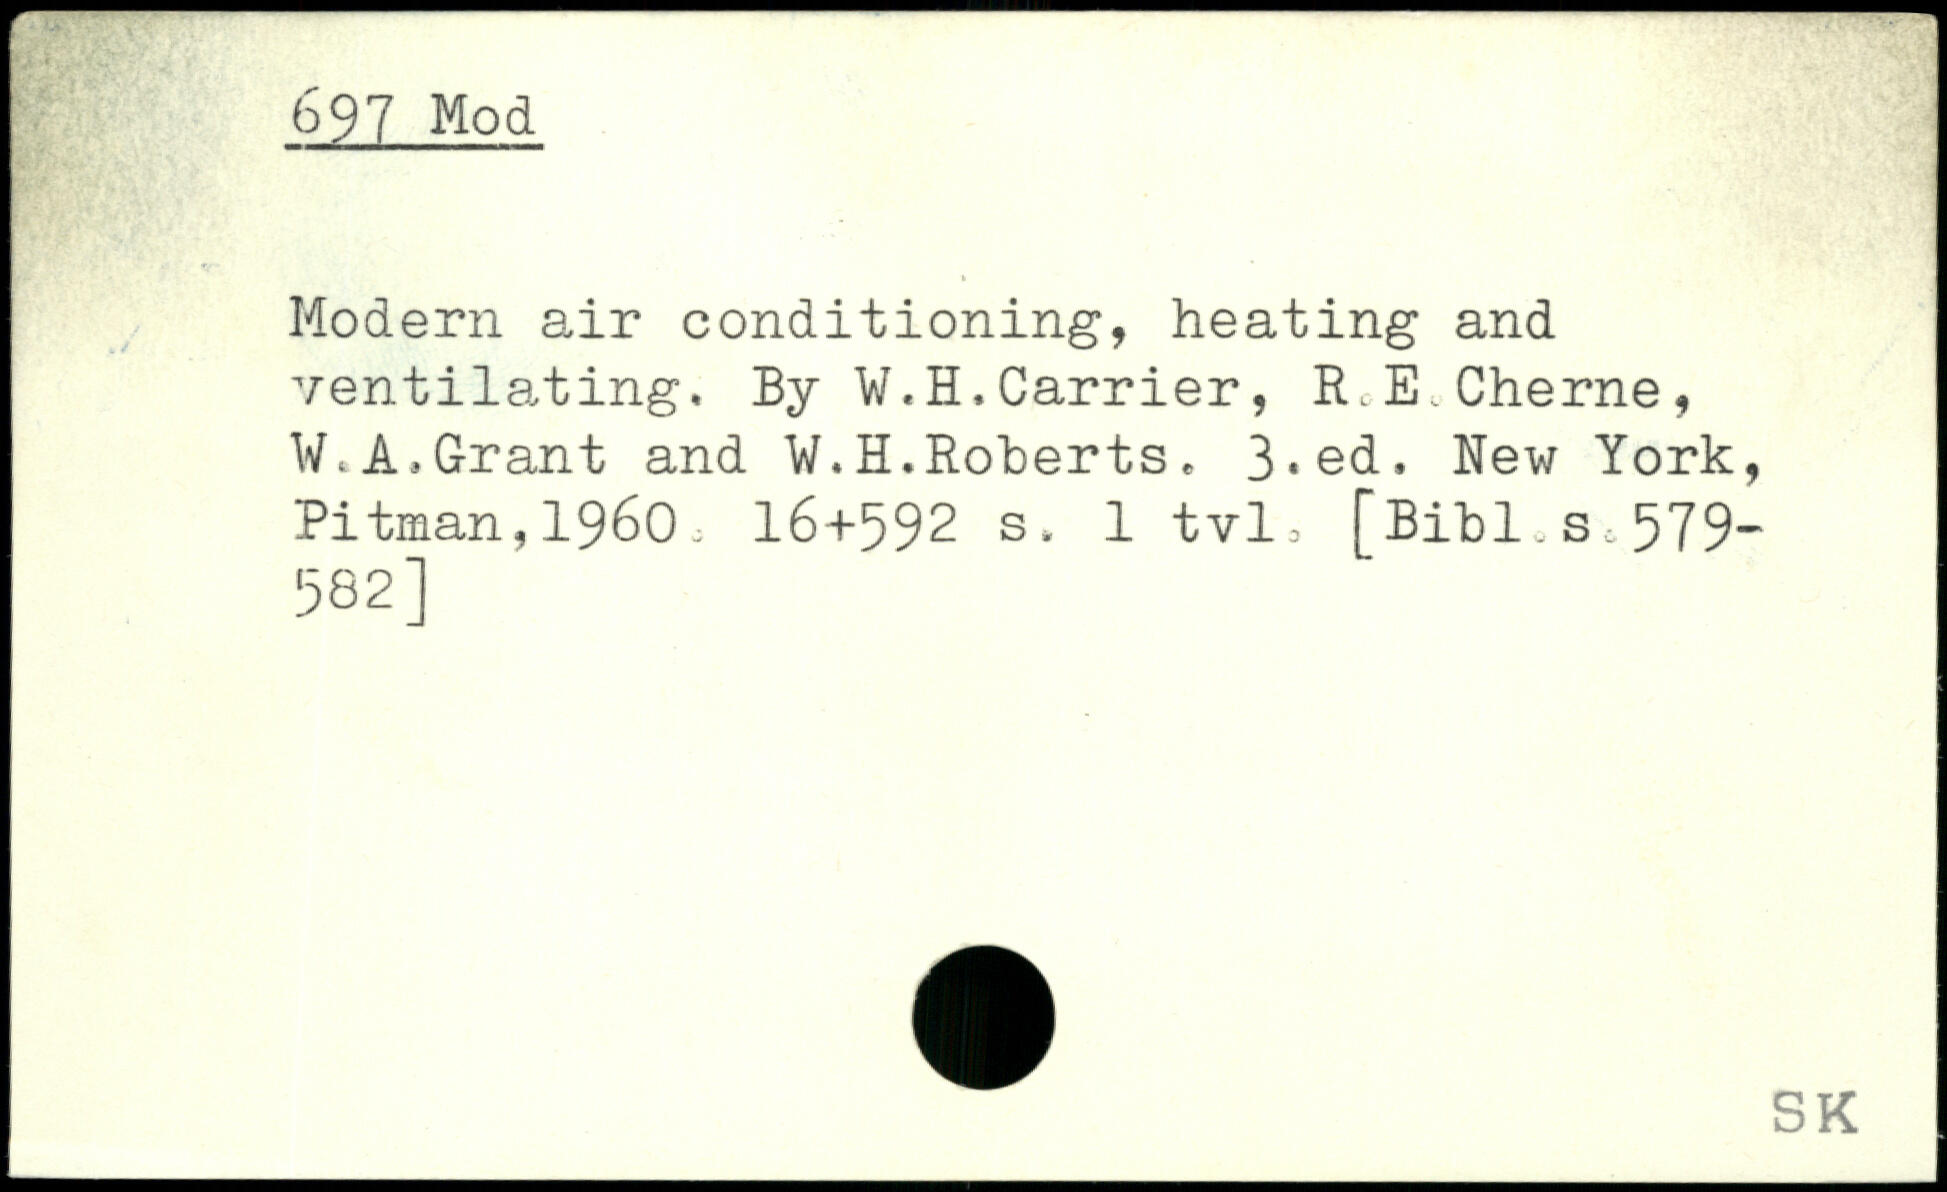 697 Mod
Modern air conditioning, heating and
ventilating. By W.H.Carrier, R.E.Cherne,
W.A.Grant and W.H.Roberts. 3.ed. New York,
Pitman,1960. 16+592 s. 1 tvl. [Bibl.s.579-
582]
SK